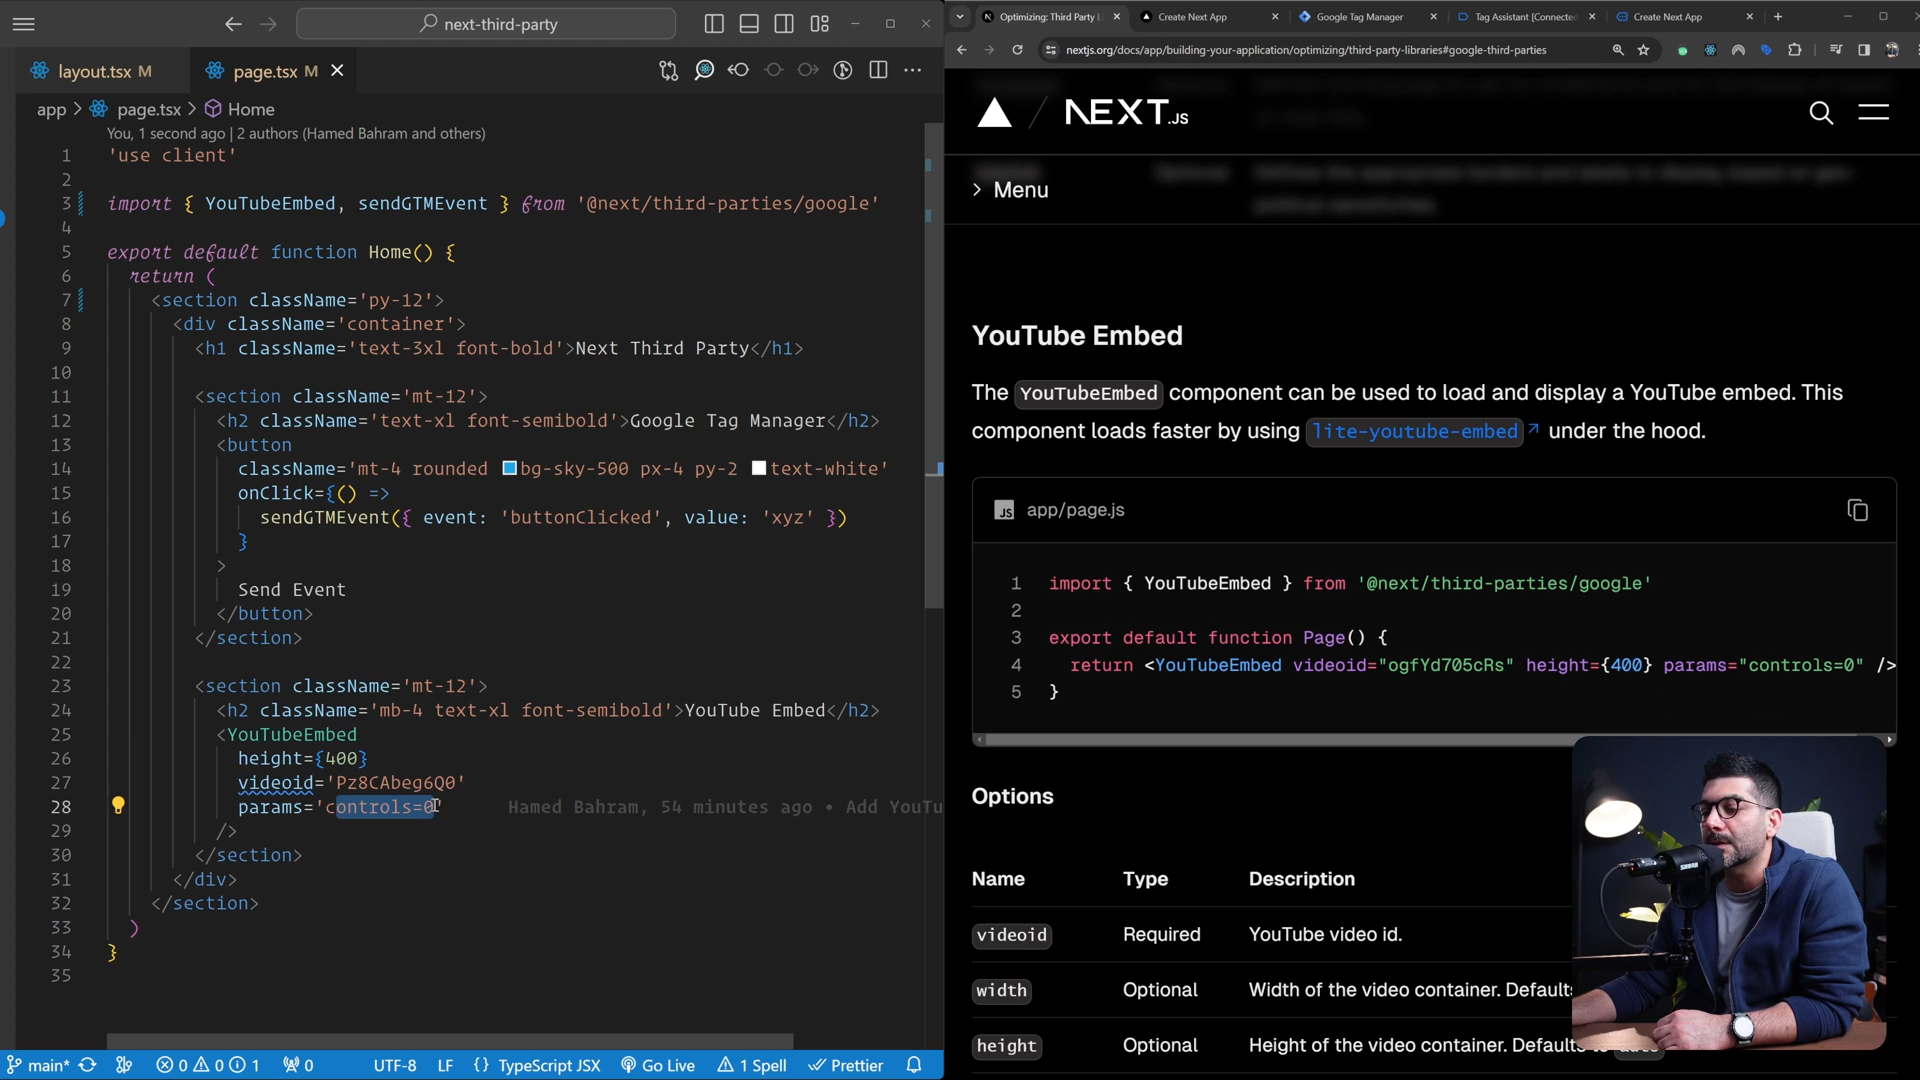 next-third-party
layout.tsx M
page.tsx M
app > page.tsx > Home
You, 1 second ago | 2 authors (Hamed Bahram and others)
1 'use client'
2
3 import { YouTubeEmbed, sendGTMEvent } from '@next/third-parties/google'
4
5 export default function Home() {
6 return (
7 <section className='py-12'>
8 <div className='container'>
9 <h1 className='text-3xl font-bold'>Next Third Party</h1>
10
11 <section className='mt-12'>
12 <h2 className='text-xl font-semibold'>Google Tag Manager</h2>
13 <button
14 className='mt-4 rounded bg-sky-500 px-4 py-2 text-white'
15 onClick={() =>
16 sendGTMEvent({ event: 'buttonClicked', value: 'xyz' })
17 }
18 >
19 Send Event
20 </button>
21 </section>
22
23 <section className='mt-12'>
24 <h2 className='mb-4 text-xl font-semibold'>YouTube Embed</h2>
25 <YouTubeEmbed
26 height={400}
27 videoid='Pz8CAbeg6Q0'
28 params='controls=0' Hamed Bahram, 54 minutes ago • Add YouTu
29 />
30 </section>
31 </div>
32 </section>
33 )
34 }
35
main* 0 0 1 0 UTF-8 LF {} TypeScript JSX Go Live 1 Spell Prettier
Optimizing: Third Party L
Create Next App
Google Tag Manager
Tag Assistant [Connected
Create Next App
nextjs.org/docs/app/building-your-application/optimizing/third-party-libraries#google-third-parties
NEXT.JS
> Menu
YouTube Embed
The YouTubeEmbed component can be used to load and display a YouTube embed. This
component loads faster by using lite-youtube-embed under the hood.
JS app/page.js
1 import { YouTubeEmbed } from '@next/third-parties/google'
2
3 export default function Page() {
4 return <YouTubeEmbed videoid="ogfYd705cRs" height={400} params="controls=0" />
5 }
Options
Name Type Description
videoid Required YouTube video id.
width Optional Width of the video container. Defaults
height Optional Height of the video container. Defaults to auto
SHURE